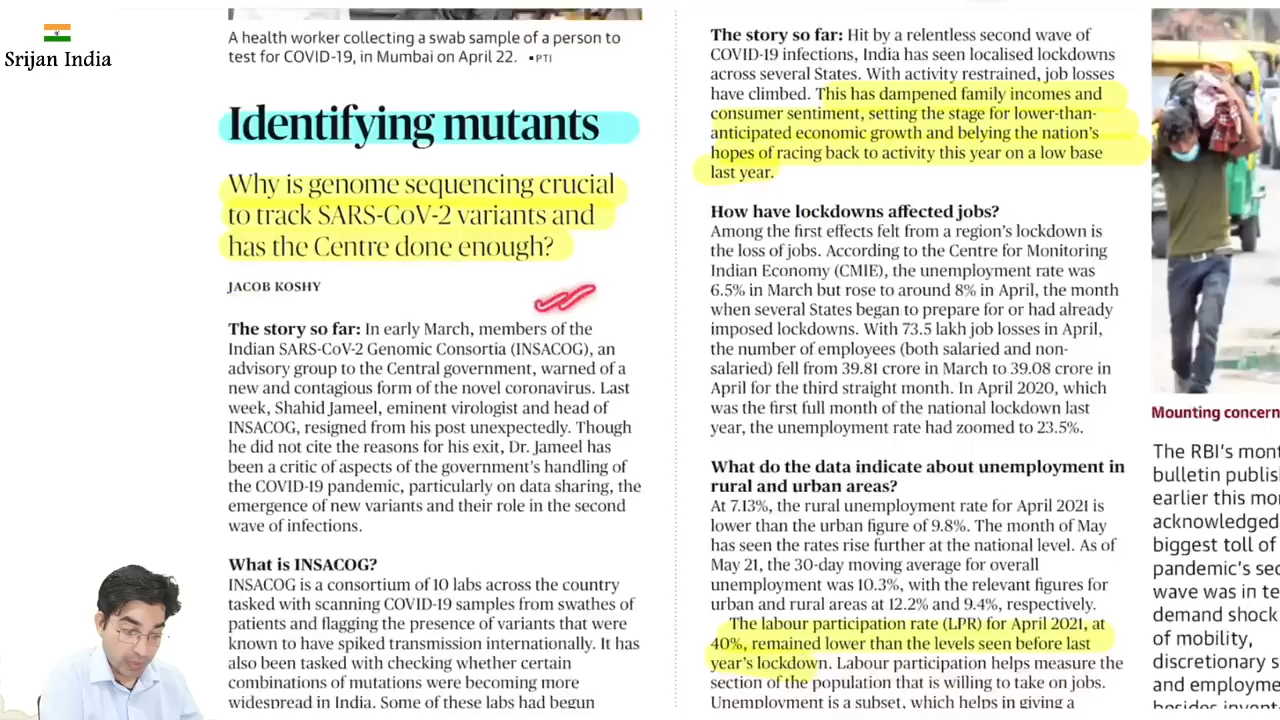 Srijan India
A health worker collecting a swab sample of a person to
test for COVID-19, in Mumbai on April 22. ▪PTI
Identifying mutants
Why is genome sequencing crucial
to track SARS-CoV-2 variants and
has the Centre done enough?
JACOB KOSHY
The story so far: In early March, members of the
Indian SARS-CoV-2 Genomic Consortia (INSACOG), an
advisory group to the Central government, warned of a
new and contagious form of the novel coronavirus. Last
week, Shahid Jameel, eminent virologist and head of
INSACOG, resigned from his post unexpectedly. Though
he did not cite the reasons for his exit, Dr. Jameel has
been a critic of aspects of the government's handling of
the COVID-19 pandemic, particularly on data sharing, the
emergence of new variants and their role in the second
wave of infections.
What is INSACOG?
INSACOG is a consortium of 10 labs across the country
tasked with scanning COVID-19 samples from swathes of
patients and flagging the presence of variants that were
known to have spiked transmission internationally. It has
also been tasked with checking whether certain
combinations of mutations were becoming more
widespread in India. Some of these labs had begun
The story so far: Hit by a relentless second wave of
COVID-19 infections, India has seen localised lockdowns
across several States. With activity restrained, job losses
have climbed. This has dampened family incomes and
consumer sentiment, setting the stage for lower-than-
anticipated economic growth and belying the nation's
hopes of racing back to activity this year on a low base
last year.
How have lockdowns affected jobs?
Among the first effects felt from a region's lockdown is
the loss of jobs. According to the Centre for Monitoring
Indian Economy (CMIE), the unemployment rate was
6.5% in March but rose to around 8% in April, the month
when several States began to prepare for or had already
imposed lockdowns. With 73.5 lakh job losses in April,
the number of employees (both salaried and non-
salaried) fell from 39.81 crore in March to 39.08 crore in
April for the third straight month. In April 2020, which
was the first full month of the national lockdown last
year, the unemployment rate had zoomed to 23.5%.
What do the data indicate about unemployment in
rural and urban areas?
At 7.13%, the rural unemployment rate for April 2021 is
lower than the urban figure of 9.8%. The month of May
has seen the rates rise further at the national level. As of
May 21, the 30-day moving average for overall
unemployment was 10.3%, with the relevant figures for
urban and rural areas at 12.2% and 9.4%, respectively.
The labour participation rate (LPR) for April 2021, at
40%, remained lower than the levels seen before last
year's lockdown. Labour participation helps measure the
section of the population that is willing to take on jobs.
Unemployment is a subset, which helps in giving a
Mounting concern
The RBI's mont
bulletin publis
earlier this mo
acknowledged
biggest toll of
pandemic's sec
wave was in te
demand shock
of mobility,
discretionary s
and employme
besides invent